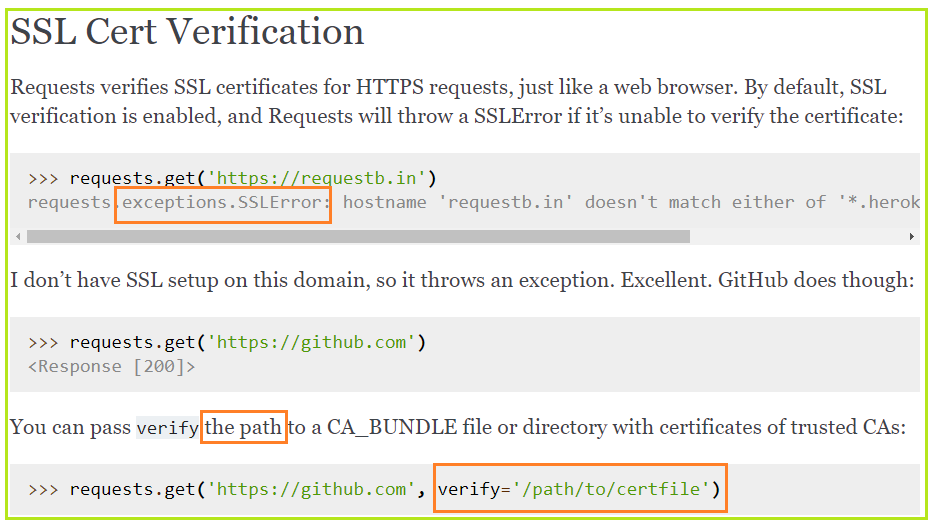 SSL Cert Verification
Requests verifies SSL certificates for HTTPS requests, just like a web browser. By default, SSL
verification is enabled, and Requests will throw a SSLError if it’s unable to verify the certificate:
>>> requests.get('https://requestb.in')
requests.exceptions.SSLError: hostname 'requestb.in' doesn't match either of '*.herok
I don’t have SSL setup on this domain, so it throws an exception. Excellent. GitHub does though:
>>> requests.get('https://github.com')
<Response [200]>
You can pass verify the path to a CA_BUNDLE file or directory with certificates of trusted CAs:
>>> requests.get('https://github.com', verify='/path/to/certfile')